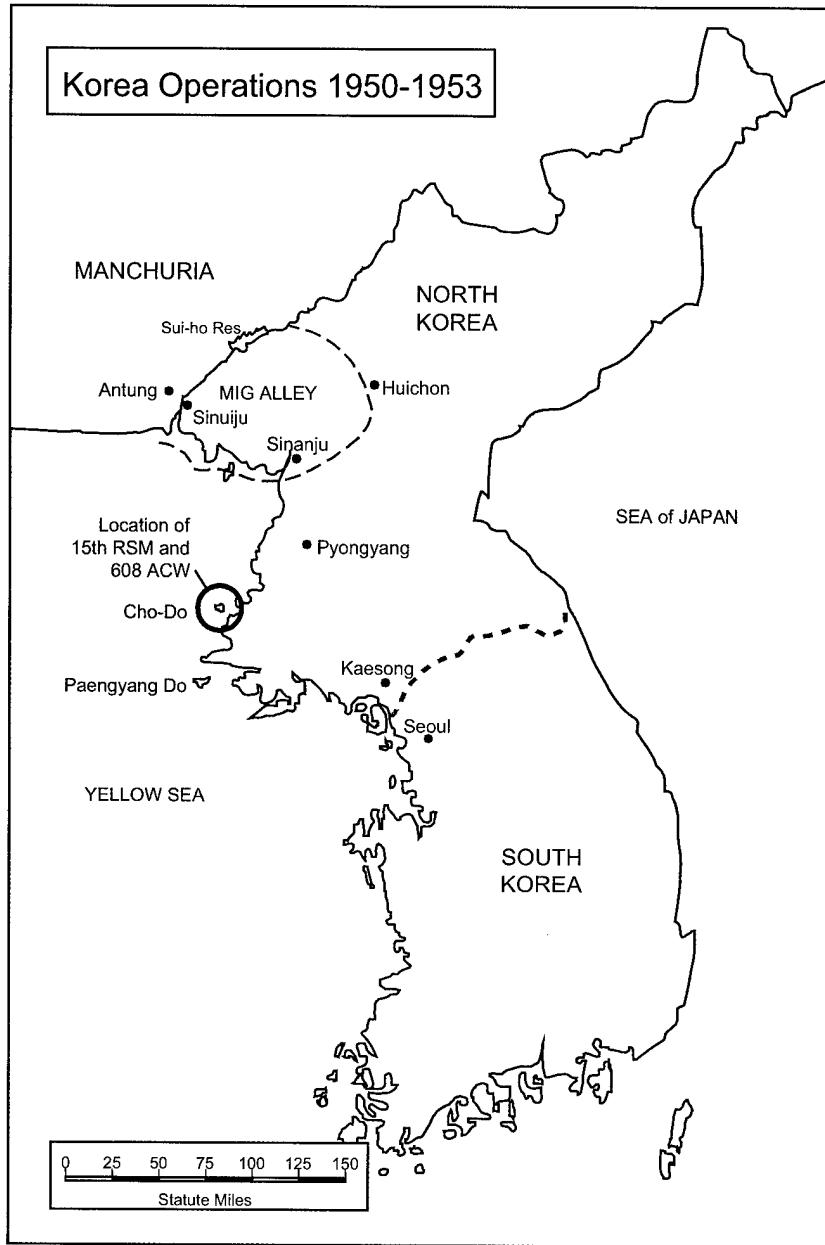 Korea Operations 1950-1953
MANCHURIA
NORTH
KOREA
Sui-ho Res
Antung
MIG ALLEY
Huichon
Sinuiju
Sinanju
SEA of JAPAN
Location of
15th RSM and
608 ACW
Pyongyang
Cho-Do
Kaesong
Paengyang Do
Seoul
YELLOW SEA
SOUTH
KOREA
0 25 50 75 100 125 150
Statute Miles